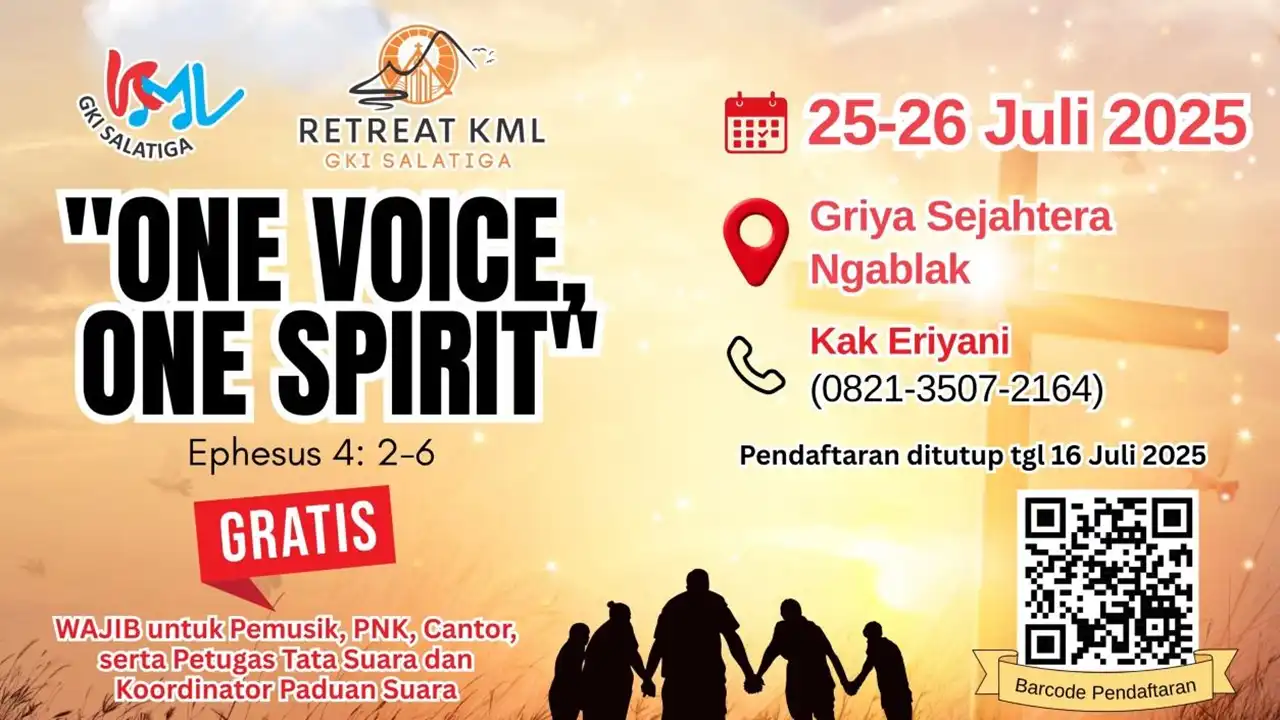 KML
GKI SALATIGA
RETREAT KML
GKI SALATIGA
"ONE VOICE,
ONE SPIRIT"
Ephesus 4: 2-6
GRATIS
WAJIB untuk Pemusik, PNK, Cantor,
serta Petugas Tata Suara dan
Koordinator Paduan Suara
25-26 Juli 2025
Griya Sejahtera
Ngablak
Kak Eriyani
(0821-3507-2164)
Pendaftaran ditutup tgl 16 Juli 2025
Barcode Pendaftaran